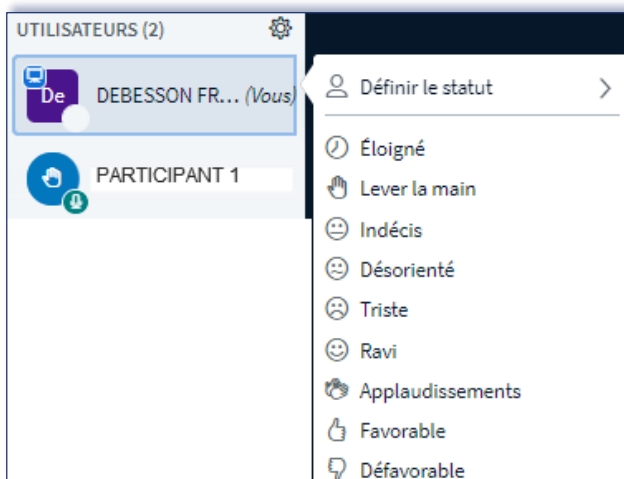 UTILISATEURS (2)
De
DEBESSON FR... (Vous)
PARTICIPANT 1
Définir le statut
Éloigné
Lever la main
Indécis
Désorienté
Triste
Ravi
Applaudissements
Favorable
Défavorable